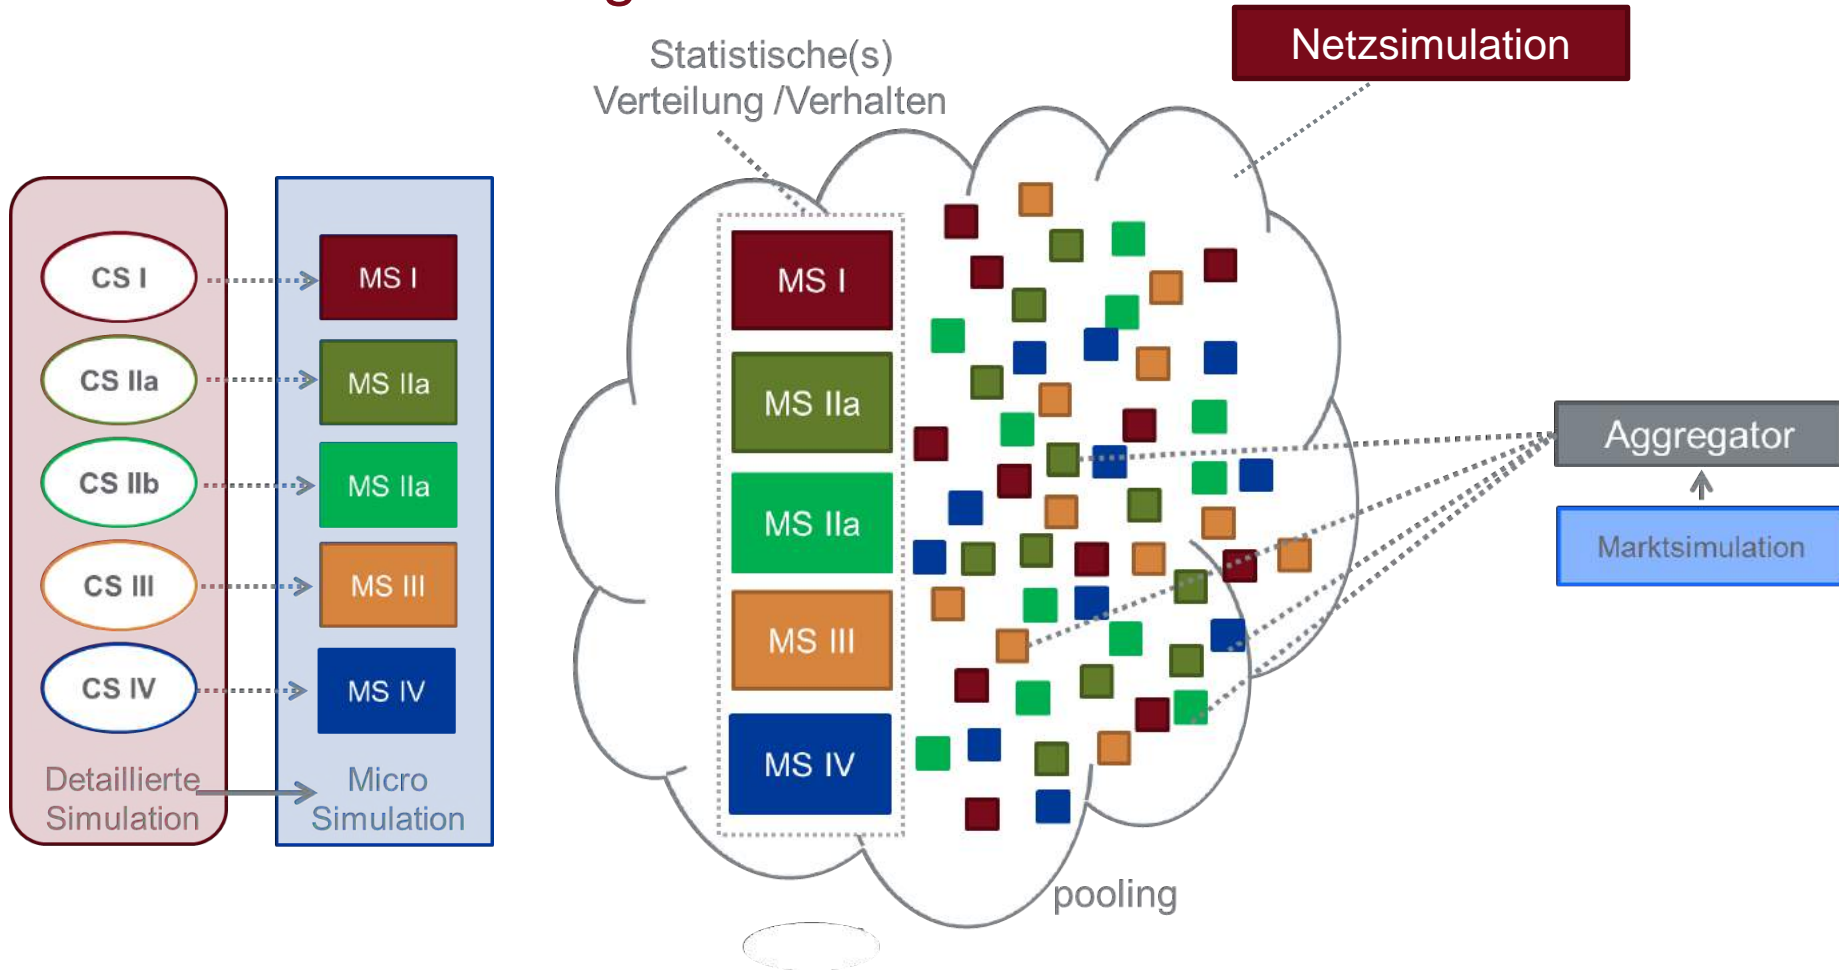 g
Netzsimulation
Statistische(s)
Verteilung /Verhalten
CS I
CS IIa
CS IIb
CS III
CS IV
Detaillierte
Simulation
MS I
MS IIa
MS IIa
MS III
MS IV
Micro
Simulation
MS I
MS IIa
MS IIa
MS III
MS IV
pooling
Aggregator
Marktsimulation